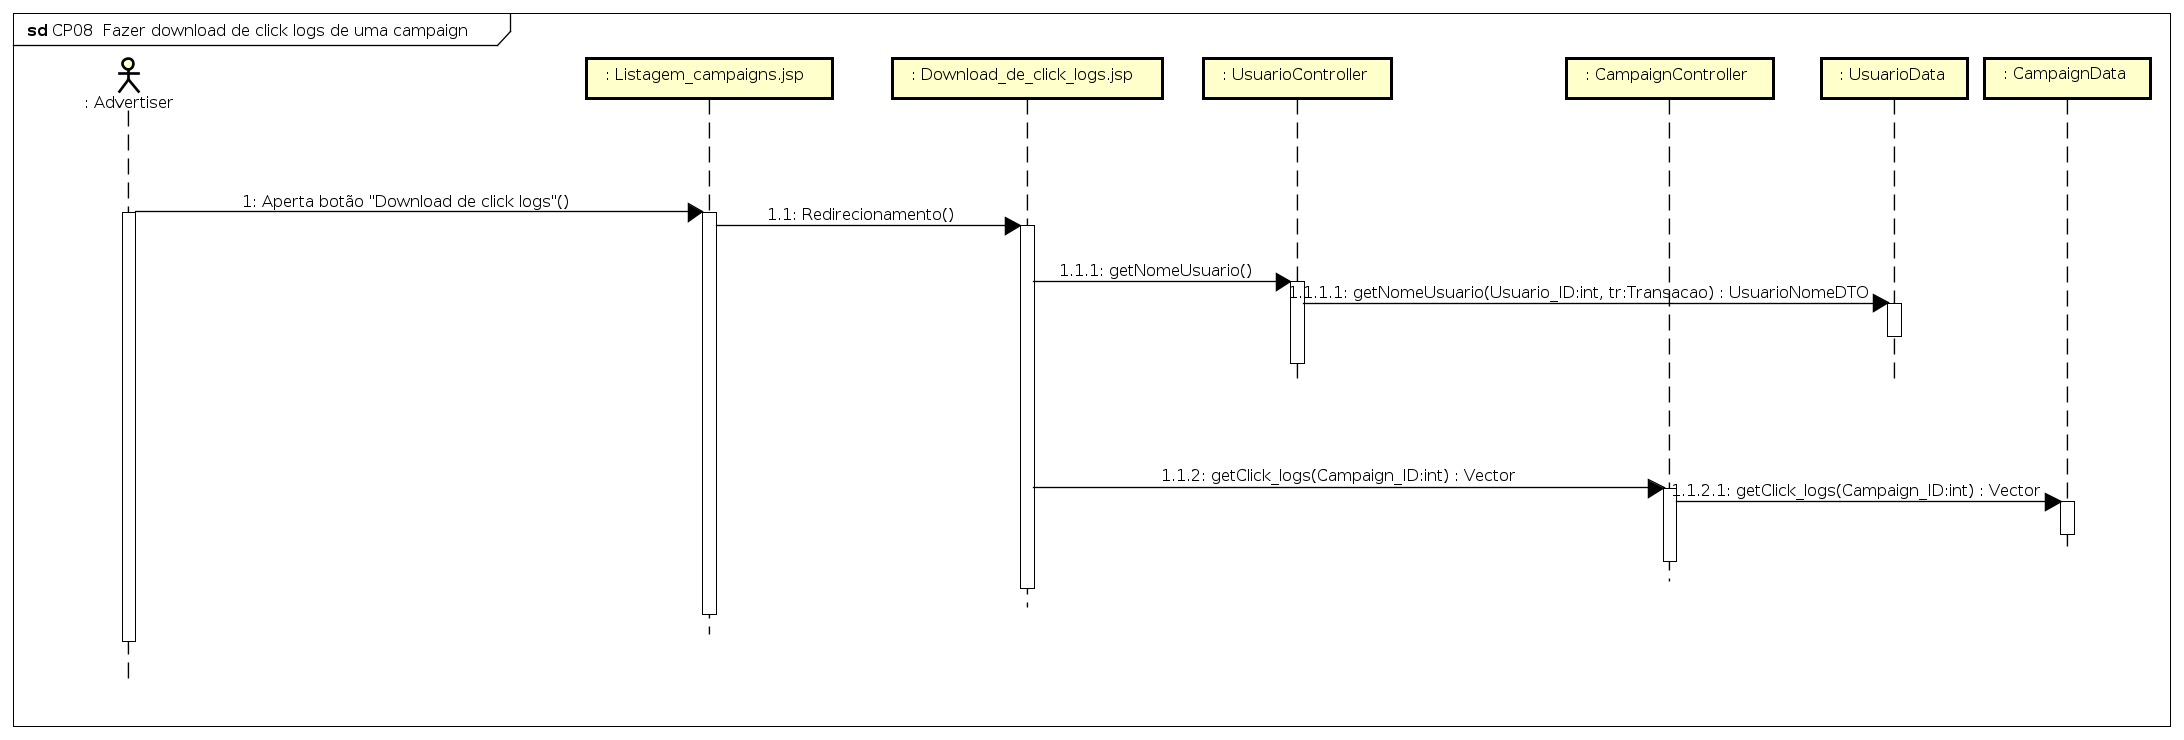 sd CP08  Fazer download de click logs de uma campaign
: Advertiser
: Listagem_campaigns.jsp
: Download_de_click_logs.jsp
: UsuarioController
: CampaignController
: UsuarioData
: CampaignData
1: Aperta botão "Download de click logs"()
1.1: Redirecionamento()
1.1.1: getNomeUsuario()
1.1.1.1: getNomeUsuario(Usuario_ID:int, tr:Transacao) : UsuarioNomeDTO
1.1.2: getClick_logs(Campaign_ID:int) : Vector
1.1.2.1: getClick_logs(Campaign_ID:int) : Vector